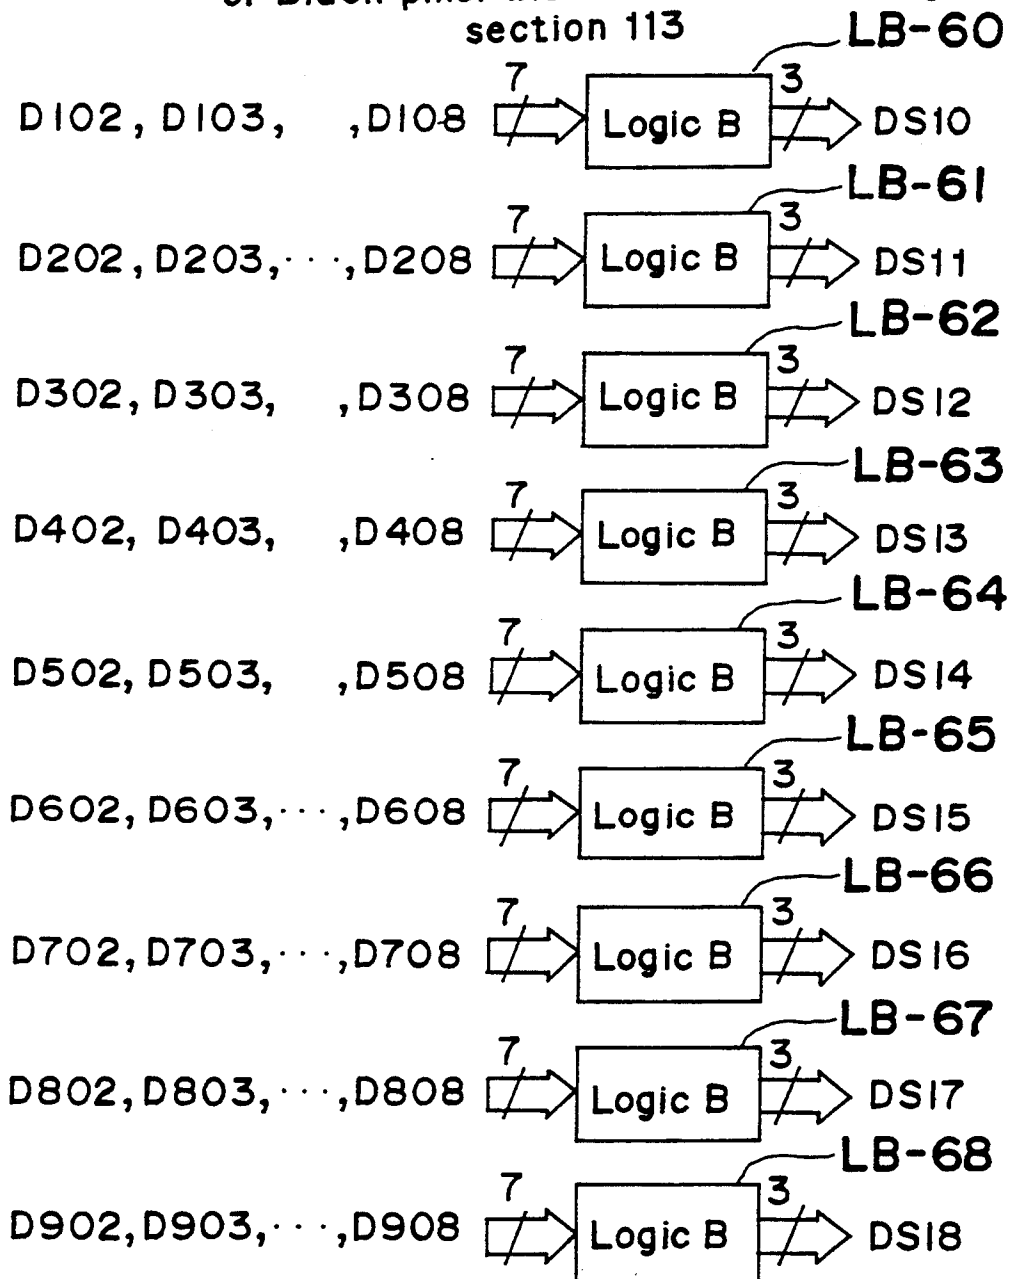 section 113
LB-60
D102, D103, ,D108 7 Logic B 3 DS10
LB-61
D202, D203,···,D208 7 Logic B 3 DS11
LB-62
D302, D303, ,D308 7 Logic B 3 DS12
LB-63
D402, D403, ,D408 7 Logic B 3 DS13
LB-64
D502, D503, ,D508 7 Logic B 3 DS14
LB-65
D602, D603,···,D608 7 Logic B 3 DS15
LB-66
D702, D703,···,D708 7 Logic B 3 DS16
LB-67
D802, D803,···,D808 7 Logic B 3 DS17
LB-68
D902, D903,···,D908 7 Logic B 3 DS18